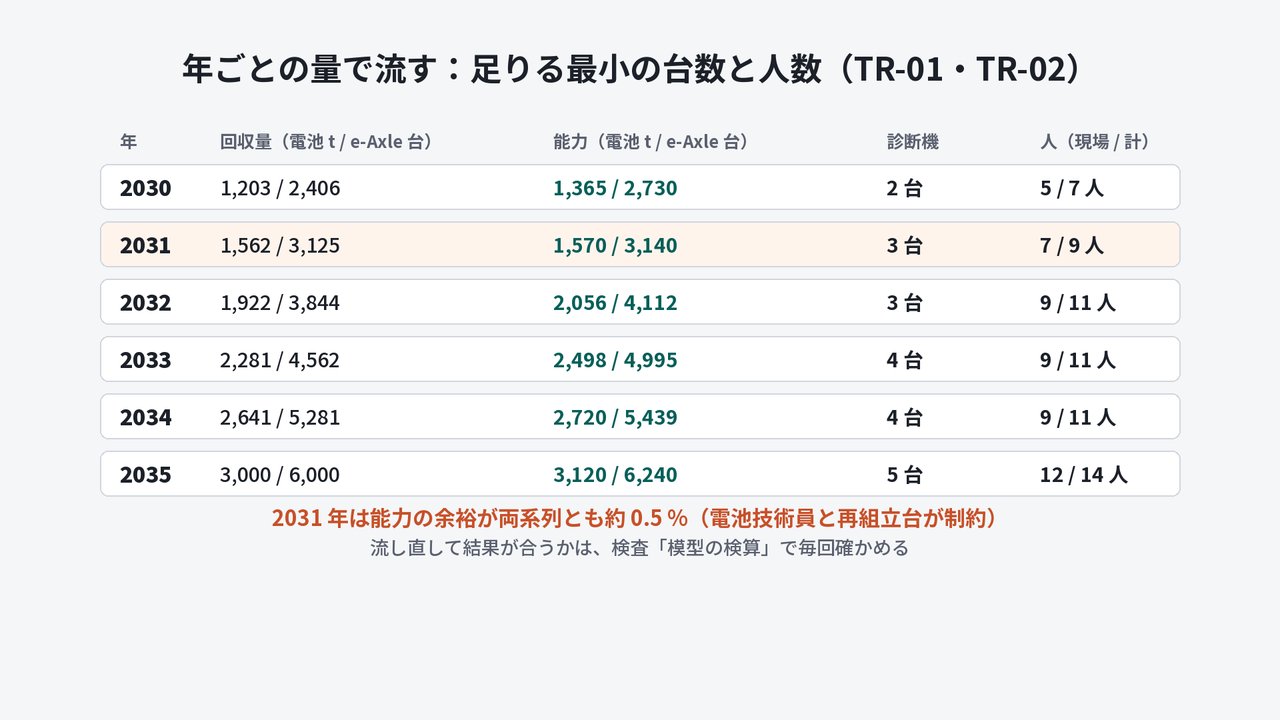 年ごとの量で流す：足りる最小の台数と人数（TR-01・TR-02）
年 回収量（電池 t / e-Axle 台） 能力（電池 t / e-Axle 台） 診断機 人（現場 / 計）
2030 1,203 / 2,406 1,365 / 2,730 2 台 5 / 7 人
2031 1,562 / 3,125 1,570 / 3,140 3 台 7 / 9 人
2032 1,922 / 3,844 2,056 / 4,112 3 台 9 / 11 人
2033 2,281 / 4,562 2,498 / 4,995 4 台 9 / 11 人
2034 2,641 / 5,281 2,720 / 5,439 4 台 9 / 11 人
2035 3,000 / 6,000 3,120 / 6,240 5 台 12 / 14 人
2031 年は能力の余裕が両系列とも約 0.5 %（電池技術員と再組立台が制約）
流し直して結果が合うかは、検査「模型の検算」で毎回確かめる